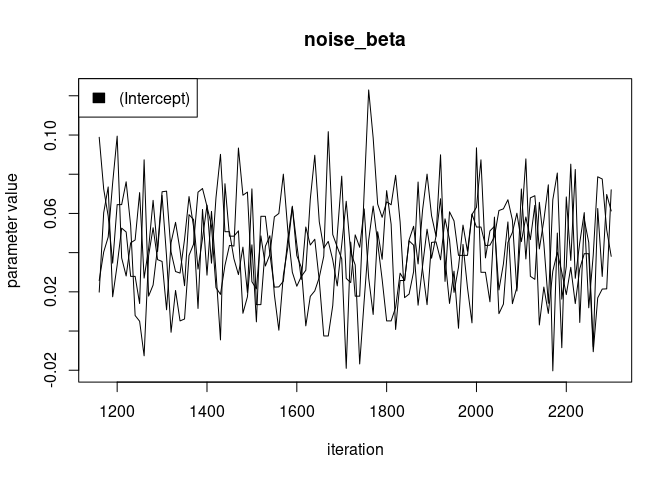 noise_beta
(Intercept)
parameter value
0.10
0.06
0.02
-0.02
1200 1400 1600 1800 2000 2200
iteration